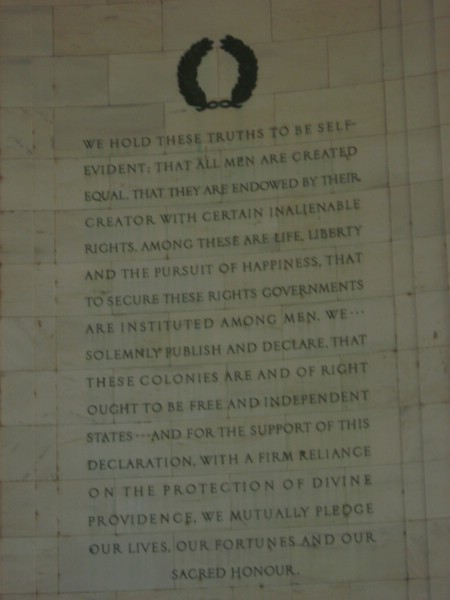 WE HOLD THESE TRUTHS TO BE SELF-
EVIDENT: THAT ALL MEN ARE CREATED
EQUAL, THAT THEY ARE ENDOWED BY THEIR
CREATOR WITH CERTAIN INALIENABLE
RIGHTS, AMONG THESE ARE LIFE, LIBERTY
AND THE PURSUIT OF HAPPINESS, THAT
TO SECURE THESE RIGHTS GOVERNMENTS
ARE INSTITUTED AMONG MEN. WE···
SOLEMNLY PUBLISH AND DECLARE, THAT
THESE COLONIES ARE AND OF RIGHT
OUGHT TO BE FREE AND INDEPENDENT
STATES···AND FOR THE SUPPORT OF THIS
DECLARATION, WITH A FIRM RELIANCE
ON THE PROTECTION OF DIVINE
PROVIDENCE, WE MUTUALLY PLEDGE
OUR LIVES, OUR FORTUNES AND OUR
SACRED HONOUR.